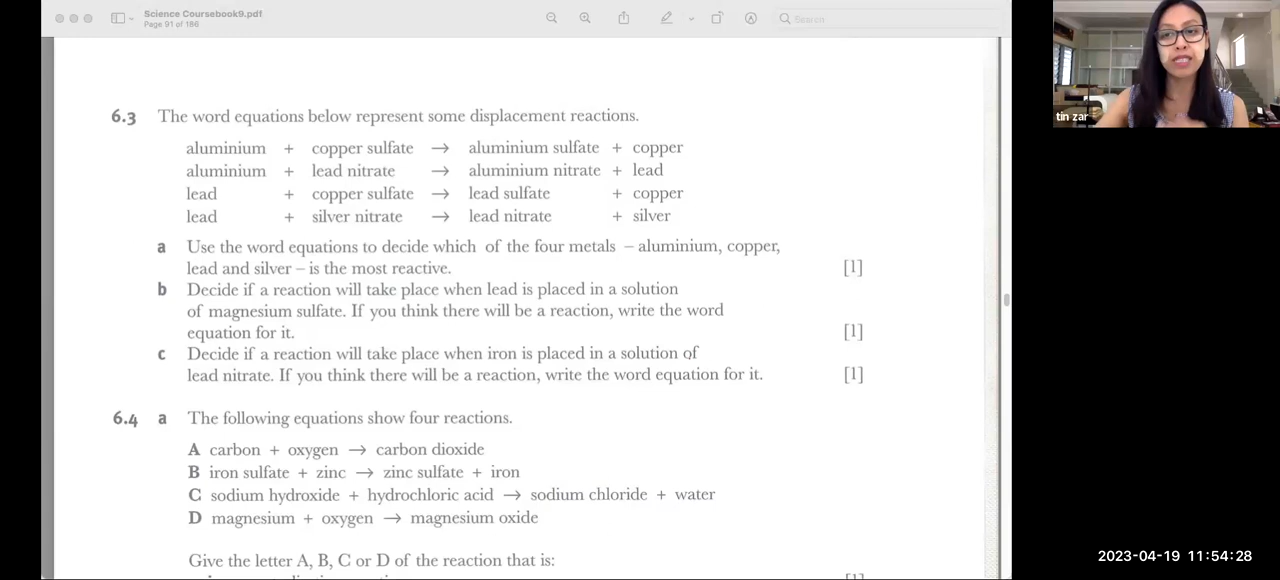 Science Coursebook9.pdf
Page 91 of 186
Search
tin zar
6.3 The word equations below represent some displacement reactions.
aluminium + copper sulfate → aluminium sulfate + copper
aluminium + lead nitrate → aluminium nitrate + lead
lead + copper sulfate → lead sulfate + copper
lead + silver nitrate → lead nitrate + silver
a Use the word equations to decide which of the four metals – aluminium, copper,
lead and silver – is the most reactive. [1]
b Decide if a reaction will take place when lead is placed in a solution
of magnesium sulfate. If you think there will be a reaction, write the word
equation for it. [1]
c Decide if a reaction will take place when iron is placed in a solution of
lead nitrate. If you think there will be a reaction, write the word equation for it. [1]
6.4 a The following equations show four reactions.
A carbon + oxygen → carbon dioxide
B iron sulfate + zinc → zinc sulfate + iron
C sodium hydroxide + hydrochloric acid → sodium chloride + water
D magnesium + oxygen → magnesium oxide
Give the letter A, B, C or D of the reaction that is:
2023-04-19 11:54:28